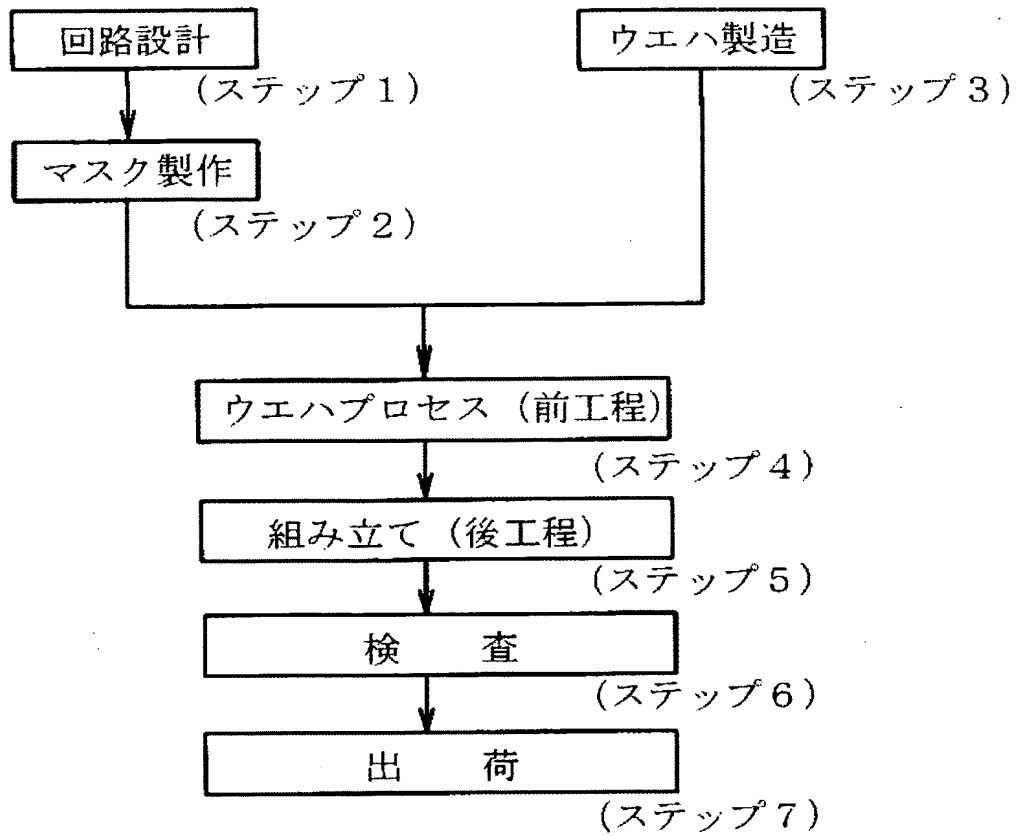 回路設計
(ステップ1)
ウエハ製造
(ステップ3)
マスク製作
(ステップ2)
ウエハプロセス(前工程)
(ステップ4)
組み立て(後工程)
(ステップ5)
検 査
(ステップ6)
出 荷
(ステップ7)